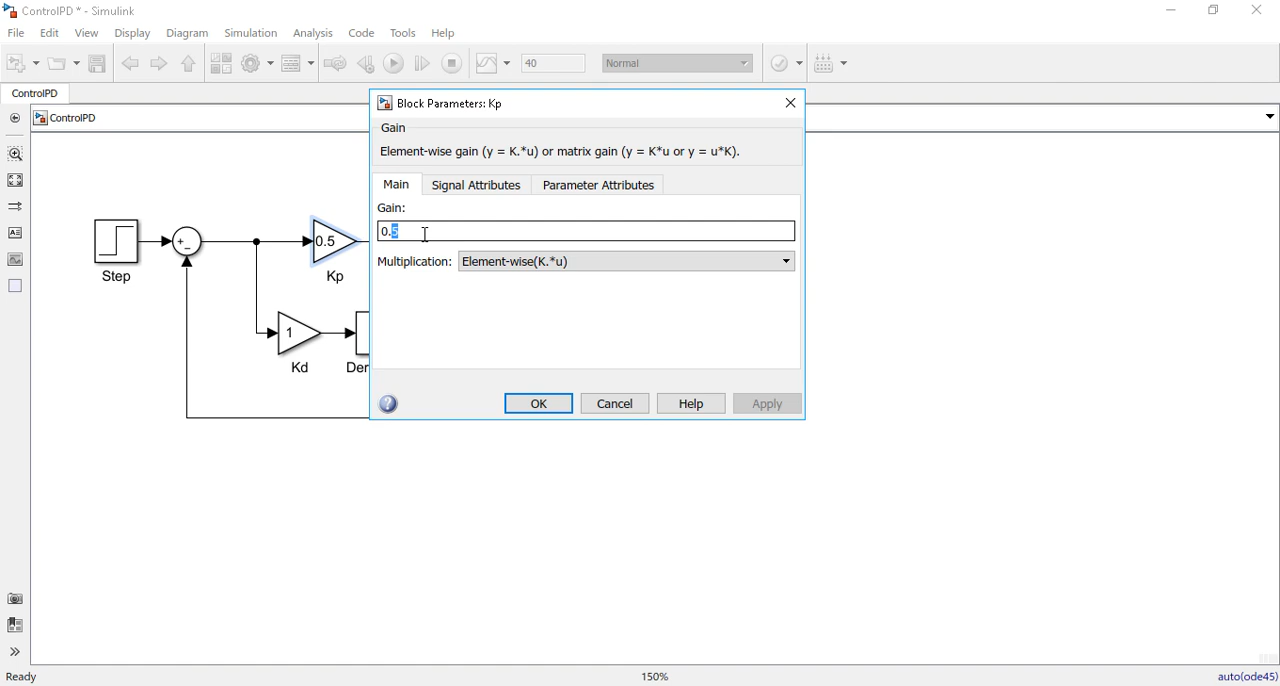 ControlPD * - Simulink
File Edit View Display Diagram Simulation Analysis Code Tools Help
40 Normal
ControlPD
ControlPD
Block Parameters: Kp
Gain
Element-wise gain (y = K.*u) or matrix gain (y = K*u or y = u*K).
Main Signal Attributes Parameter Attributes
Gain:
0.5
Multiplication: Element-wise(K.*u)
OK Cancel Help Apply
Step
+
-
0.5
Kp
1
Kd
Der
Ready 150% auto(ode45)